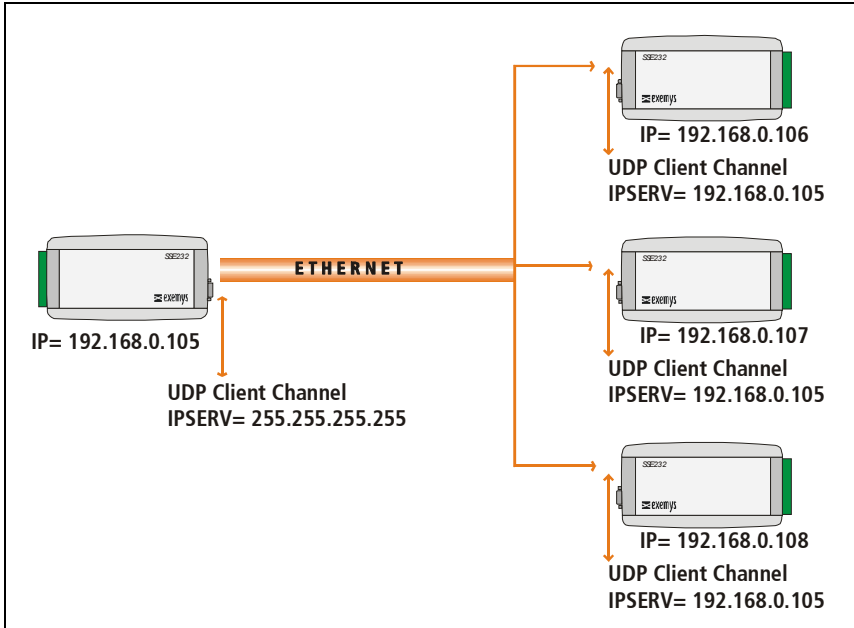 SSE232
exemys
IP= 192.168.0.106
UDP Client Channel
IPSERV= 192.168.0.105
SSE232
exemys
IP= 192.168.0.105
ETHERNET
UDP Client Channel
IPSERV= 255.255.255.255
SSE232
exemys
IP= 192.168.0.107
UDP Client Channel
IPSERV= 192.168.0.105
SSE232
exemys
IP= 192.168.0.108
UDP Client Channel
IPSERV= 192.168.0.105